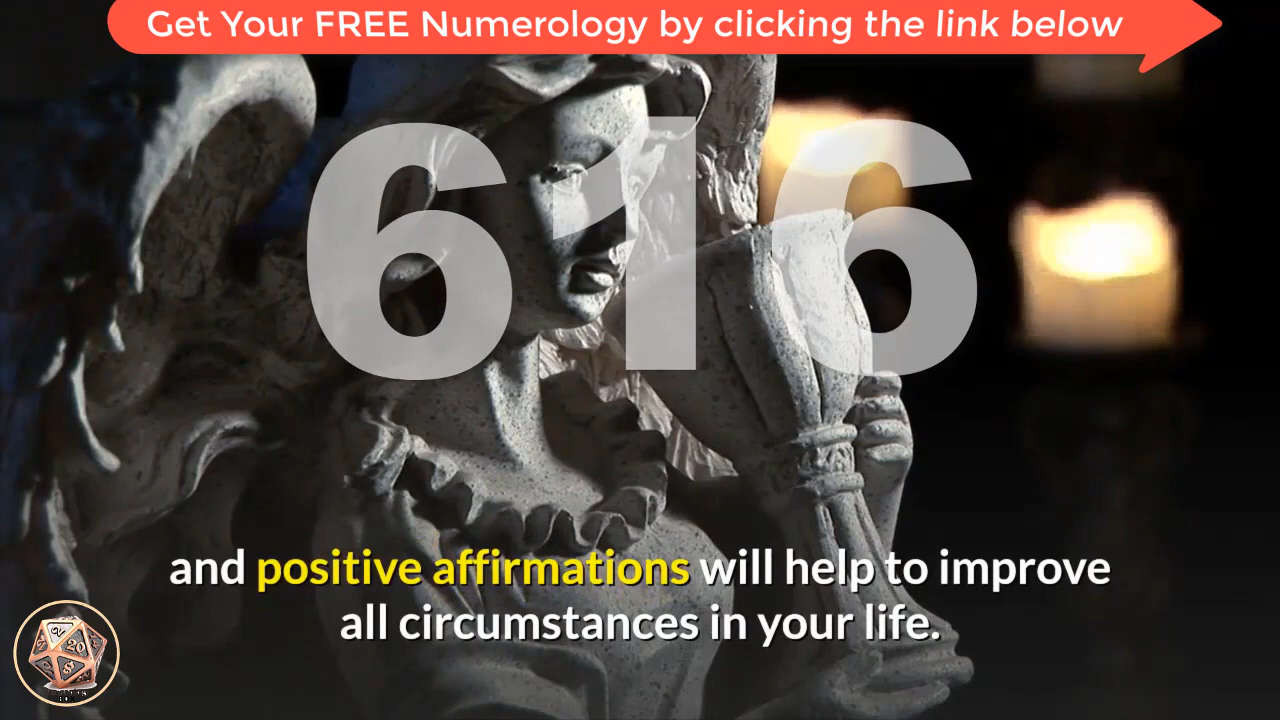 Get Your FREE Numerology by clicking the link below
616
and positive affirmations will help to improve
all circumstances in your life.
20